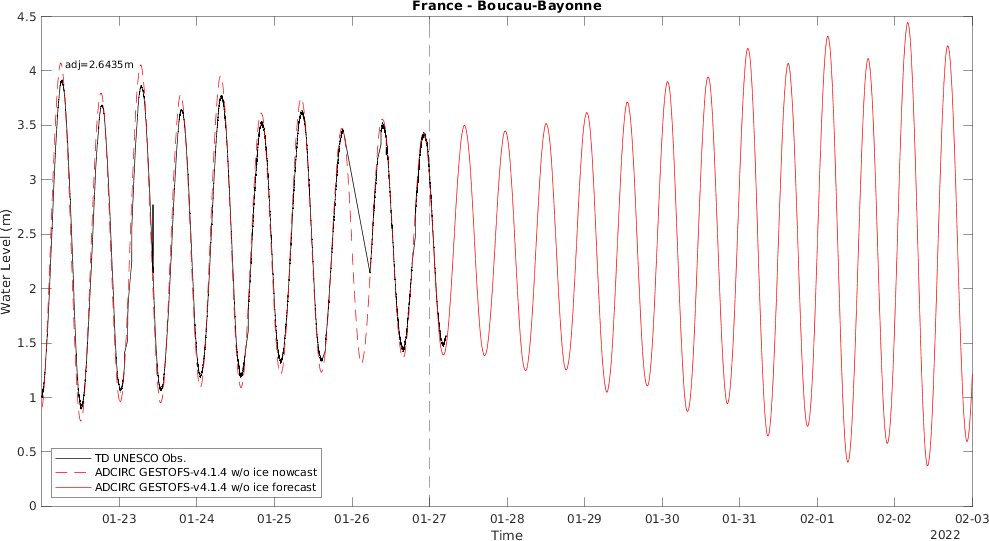 France - Boucau-Bayonne
adj=2.6435m
Water Level (m)
4.5
4
3.5
3
2.5
2
1.5
1
0.5
0
TD UNESCO Obs.
ADCIRC GESTOFS-v4.1.4 w/o ice nowcast
ADCIRC GESTOFS-v4.1.4 w/o ice forecast
01-23 01-24 01-25 01-26 01-27 01-28 01-29 01-30 01-31 02-01 02-02 02-03
Time
2022